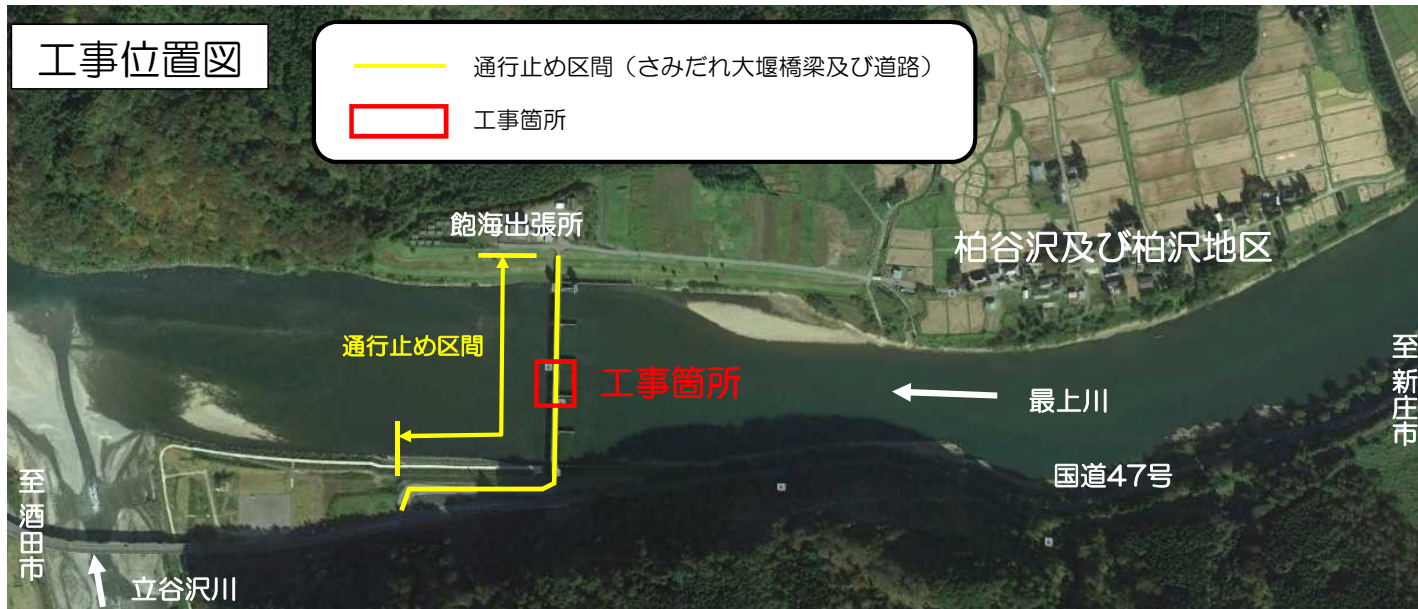 工事位置図
通行止め区間（さみだれ大堰橋梁及び道路）
工事箇所
飽海出張所
柏谷沢及び柏沢地区
通行止め区間
工事箇所
最上川
至新庄市
国道47号
至酒田市
立谷沢川